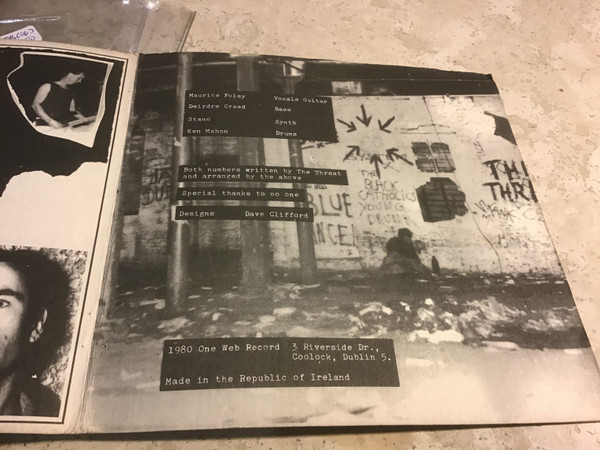 Maurice Foley Vocals Guitar
Deirdre Creed Bass
Stano Synth
Ken Mahon Drums
Both numbers written by The Threat
and arranged by the above
Special thanks to no one
Designs Dave Clifford
THE
BLACK
CATHOLICS
BLUE
THE
THR
1980 One Web Record 3 Riverside Dr.,
Coolock, Dublin 5.
Made in the Republic of Ireland